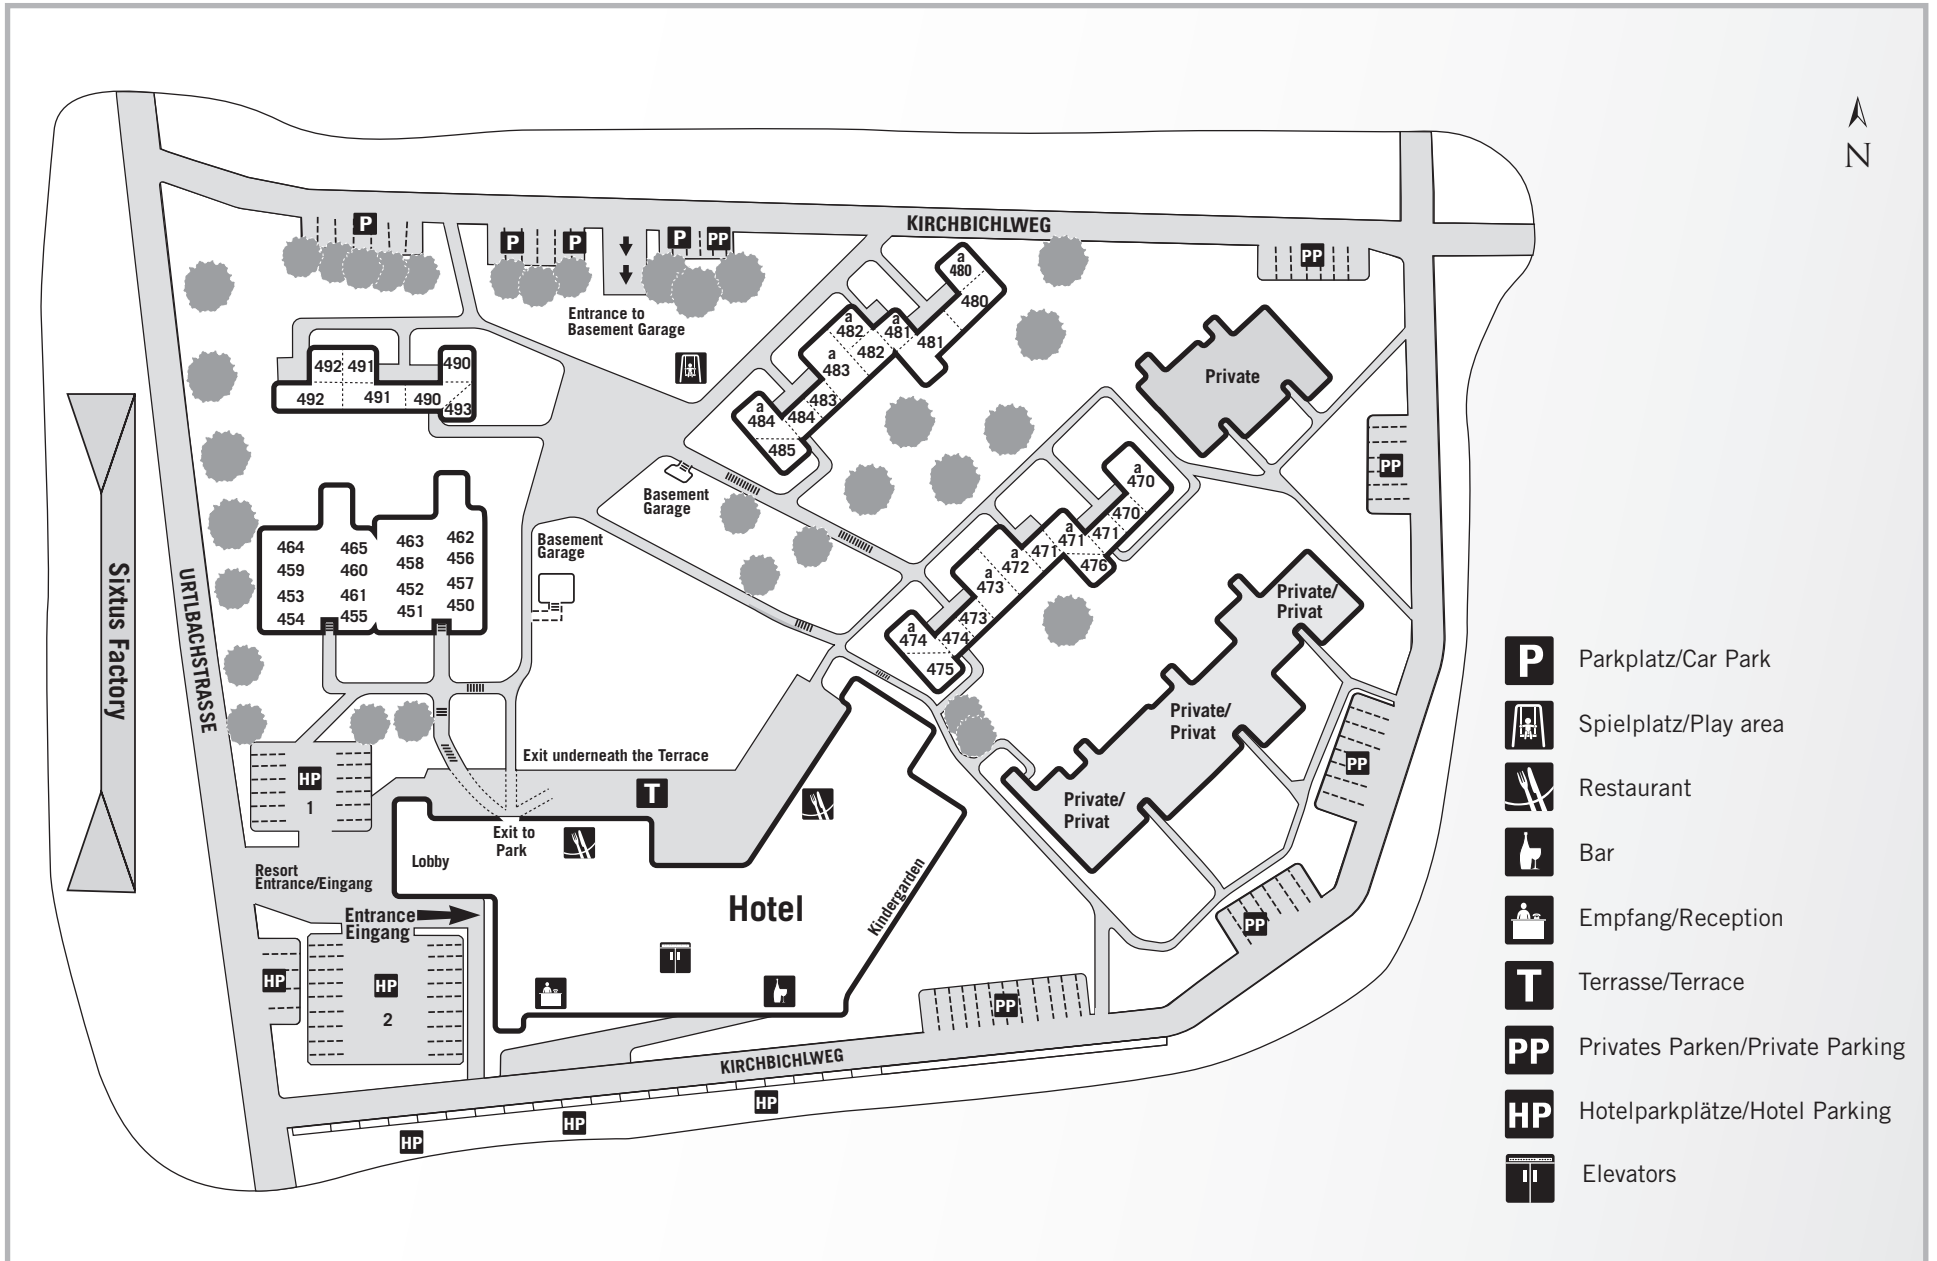 N
KIRCHBICHLWEG
P
P
P
P
PP
PP
Entrance to
Basement Garage
a
480
480
a
481
481
a
482
482
a
483
483
a
484
484
485
492
491
490
492
491
490
493
Private
PP
Basement
Garage
Basement
Garage
a
470
470
a
471
471
471
476
a
472
a
473
473
a
474
474
475
464
465
463
462
459
460
458
456
453
461
452
457
454
455
451
450
Sixtus Factory
URTLBACHSTRASSE
Private/
Privat
Private/
Privat
Private/
Privat
PP
PP
PP
HP
1
Exit underneath the Terrace
T
Exit to
Park
Lobby
Resort
Entrance/Eingang
Entrance
Eingang
Hotel
Kindergarden
HP
HP
2
KIRCHBICHLWEG
HP
HP
HP
P Parkplatz/Car Park
Spielplatz/Play area
Restaurant
Bar
Empfang/Reception
T Terrasse/Terrace
PP Privates Parken/Private Parking
HP Hotelparkplätze/Hotel Parking
Elevators